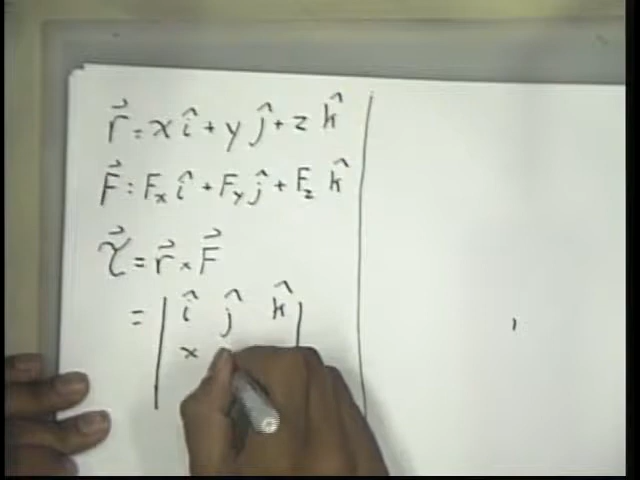 r⃗ = x î + y ĵ + z k̂
F⃗ = Fx î + Fy ĵ + Fz k̂
τ⃗ = r⃗ × F⃗
= | î ĵ k̂ |
x